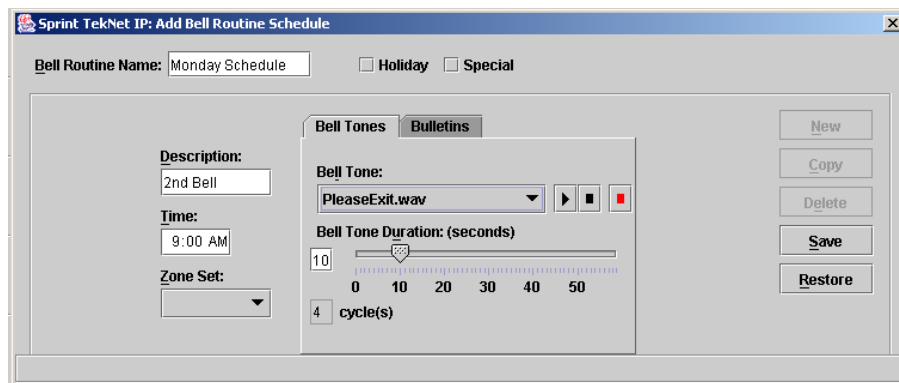 Sprint TekNet IP: Add Bell Routine Schedule
Bell Routine Name: Monday Schedule Holiday Special
Bell Tones Bulletins
Description:
2nd Bell
Time:
9:00 AM
Zone Set:
Bell Tone:
PleaseExit.wav
Bell Tone Duration: (seconds)
10
0 10 20 30 40 50
4 cycle(s)
New
Copy
Delete
Save
Restore